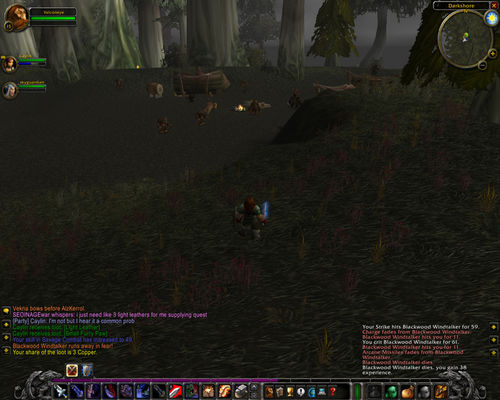 Darkshore
Vekria bows before AlzKerrol.
SEOINAGEwar whispers: i just need like 3 light leathers for me supplying quest
[Party] Caylin: I'm not but I hear it a common prob
Caylin receives loot: [Light Leather]
Caylin receives loot: [Small Furry Paw]
Your skill in Savage Combat has increased to 49.
Blackwood Windtalker runs away in fear!
Your share of the loot is 3 Copper.
Your Strike hits Blackwood Windtalker for 59.
Charge fades from Blackwood Windtalker.
Blackwood Windtalker hits you for 11.
You crit Blackwood Windtalker for 61.
Blackwood Windtalker hits you for 11.
Arcane Missiles fades from Blackwood Windtalker.
Blackwood Windtalker dies.
Blackwood Windtalker dies, you gain 38 experience.